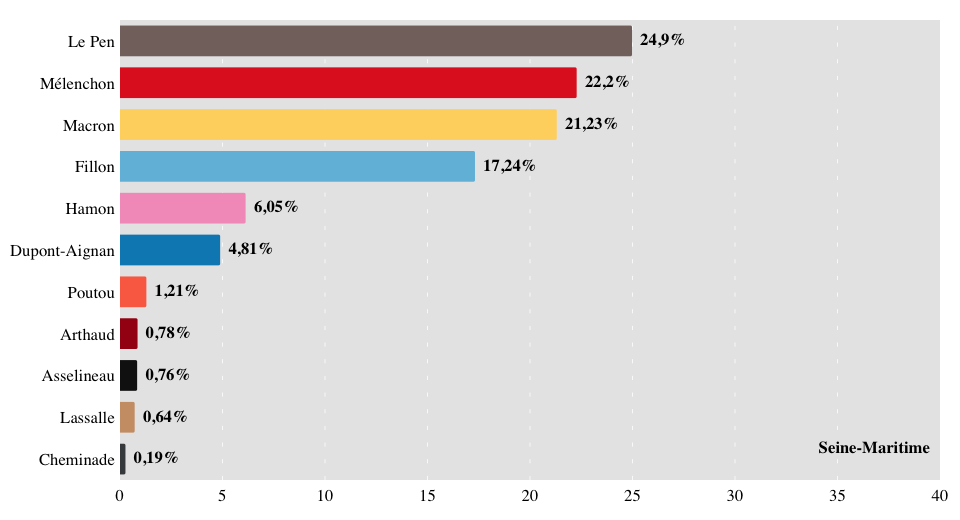 Le Pen 24,9%
Mélenchon 22,2%
Macron 21,23%
Fillon 17,24%
Hamon 6,05%
Dupont-Aignan 4,81%
Poutou 1,21%
Arthaud 0,78%
Asselineau 0,76%
Lassalle 0,64%
Seine-Maritime
Cheminade 0,19%
0 5 10 15 20 25 30 35 40